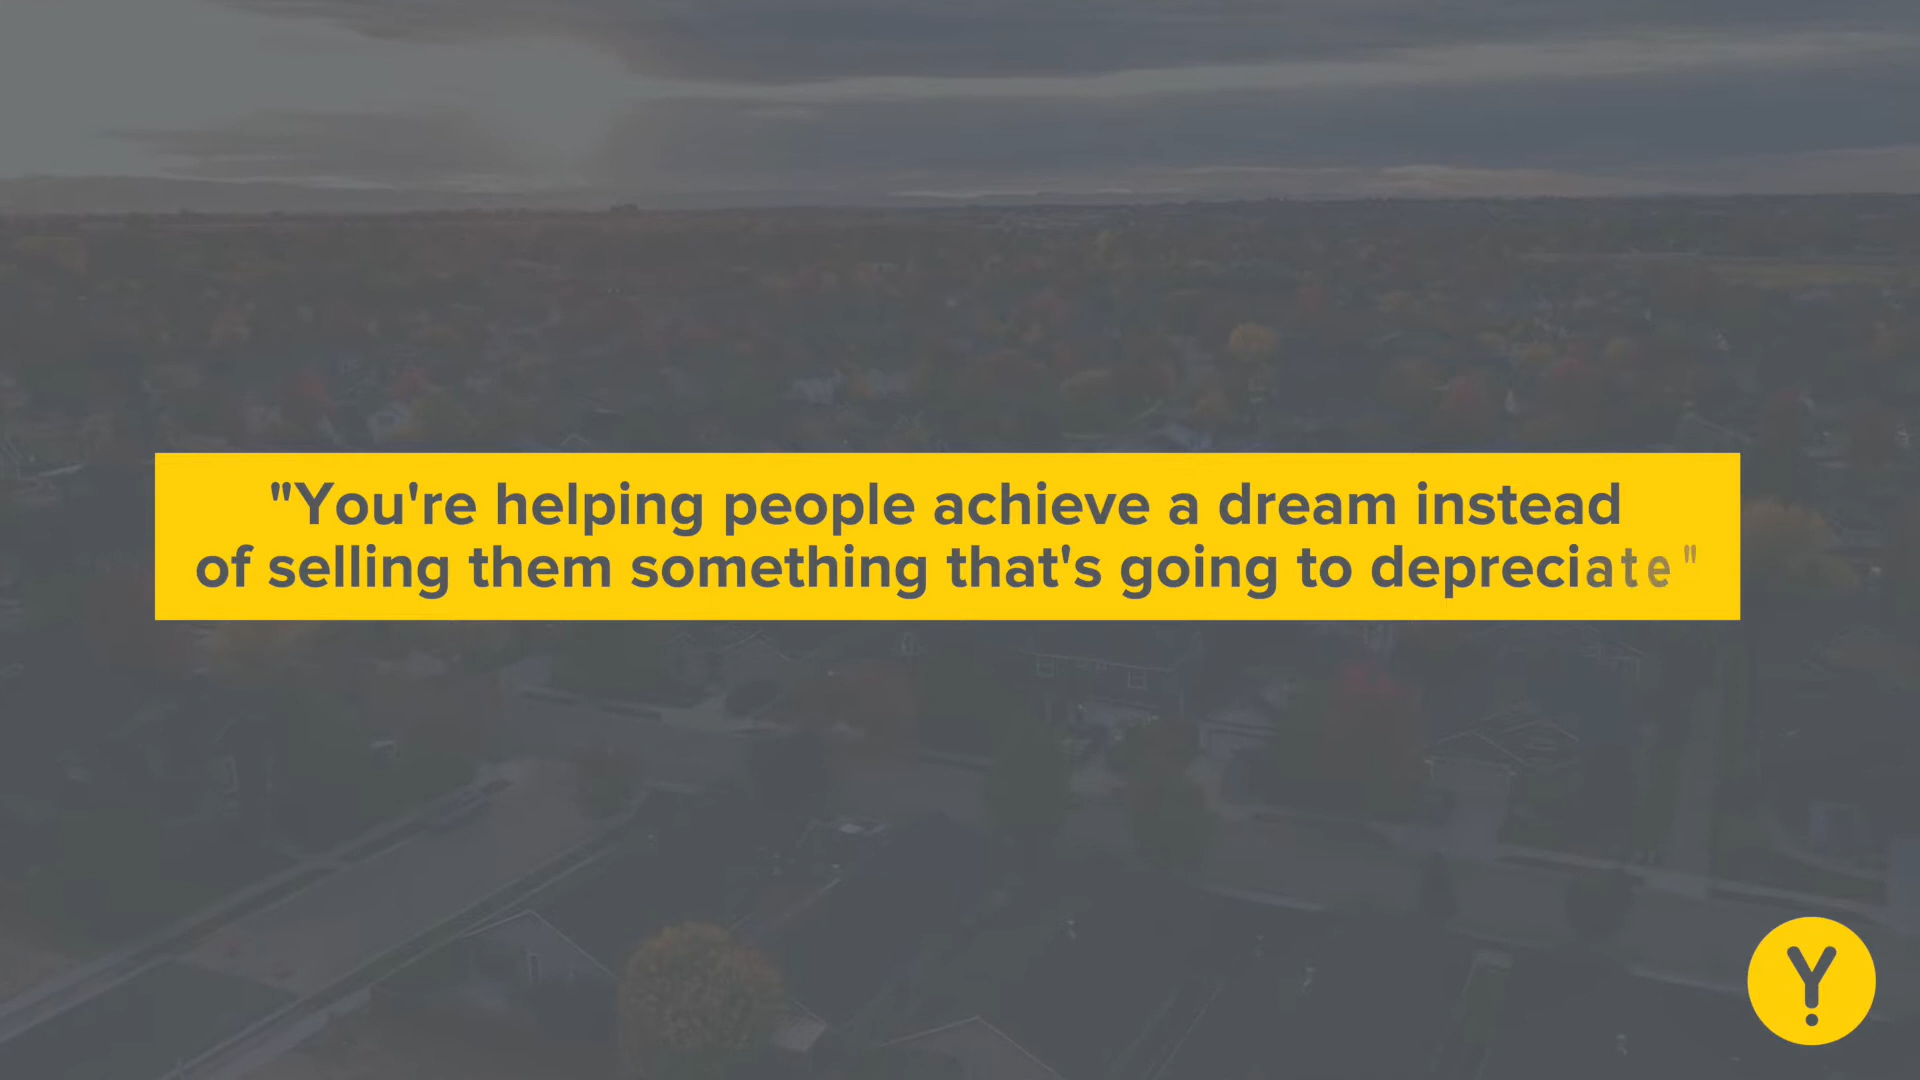 "You're helping people achieve a dream instead
of selling them something that's going to depreciate"
Y